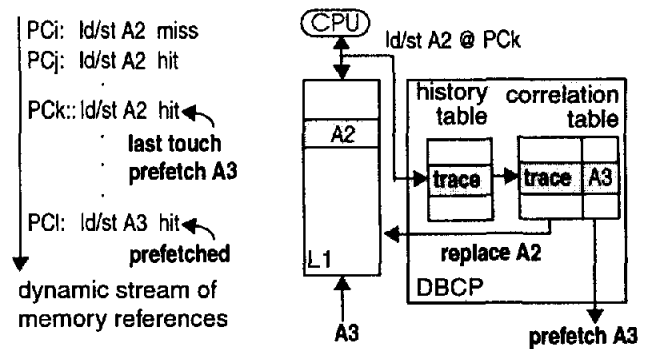 PCi: ld/st A2 miss
PCj: ld/st A2 hit
PCk:: ld/st A2 hit
last touch
prefetch A3
PCl: ld/st A3 hit
prefetched
dynamic stream of
memory references
CPU
ld/st A2 @ PCk
A2
L1
A3
history
table
correlation
table
trace
trace A3
replace A2
DBCP
prefetch A3